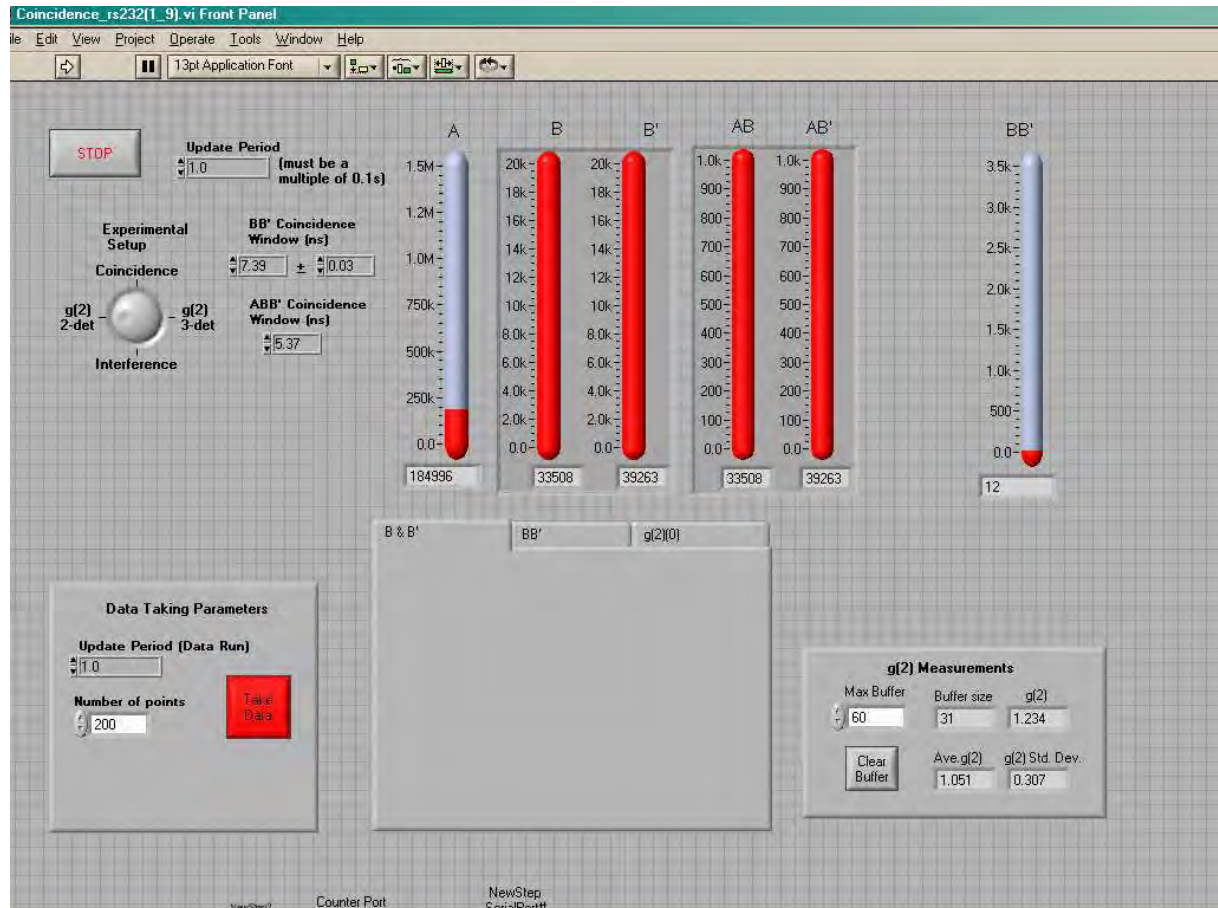 Coincidence_rs232(1_9).vi Front Panel
Edit View Project Operate Tools Window Help
13pt Application Font
STOP
Update Period
1.0
(must be a
multiple of 0.1s)
Experimental
Setup
Coincidence
g(2)
2-det
g(2)
3-det
Interference
BB' Coincidence
Window (ns)
7.39 ± 0.03
ABB' Coincidence
Window (ns)
5.37
A
1.5M
1.2M
1.0M
750k
500k
250k
0.0
184996
B
20k
18k
16k
14k
12k
10k
8.0k
6.0k
4.0k
2.0k
0.0
33508
B'
20k
18k
16k
14k
12k
10k
8.0k
6.0k
4.0k
2.0k
0.0
39263
AB
1.0k
900
800
700
600
500
400
300
200
100
0.0
33508
AB'
1.0k
900
800
700
600
500
400
300
200
100
0.0
39263
BB'
3.5k
3.0k
2.5k
2.0k
1.5k
1.0k
500
0.0
12
B & B' BB' g(2)(0)
Data Taking Parameters
Update Period (Data Run)
1.0
Number of points
200
Take
Data
g(2) Measurements
Max Buffer Buffer size g(2)
60 31 1.234
Clear
Buffer
Ave.g(2) g(2) Std. Dev.
1.051 0.307
Counter Port
NewStep